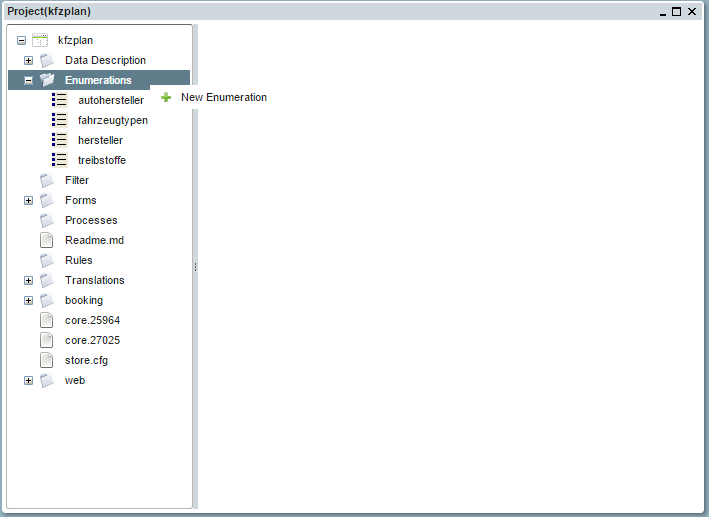 Project(kfzplan)
kfzplan
Data Description
Enumerations
autohersteller
New Enumeration
fahrzeugtypen
hersteller
treibstoffe
Filter
Forms
Processes
Readme.md
Rules
Translations
booking
core.25964
core.27025
store.cfg
web